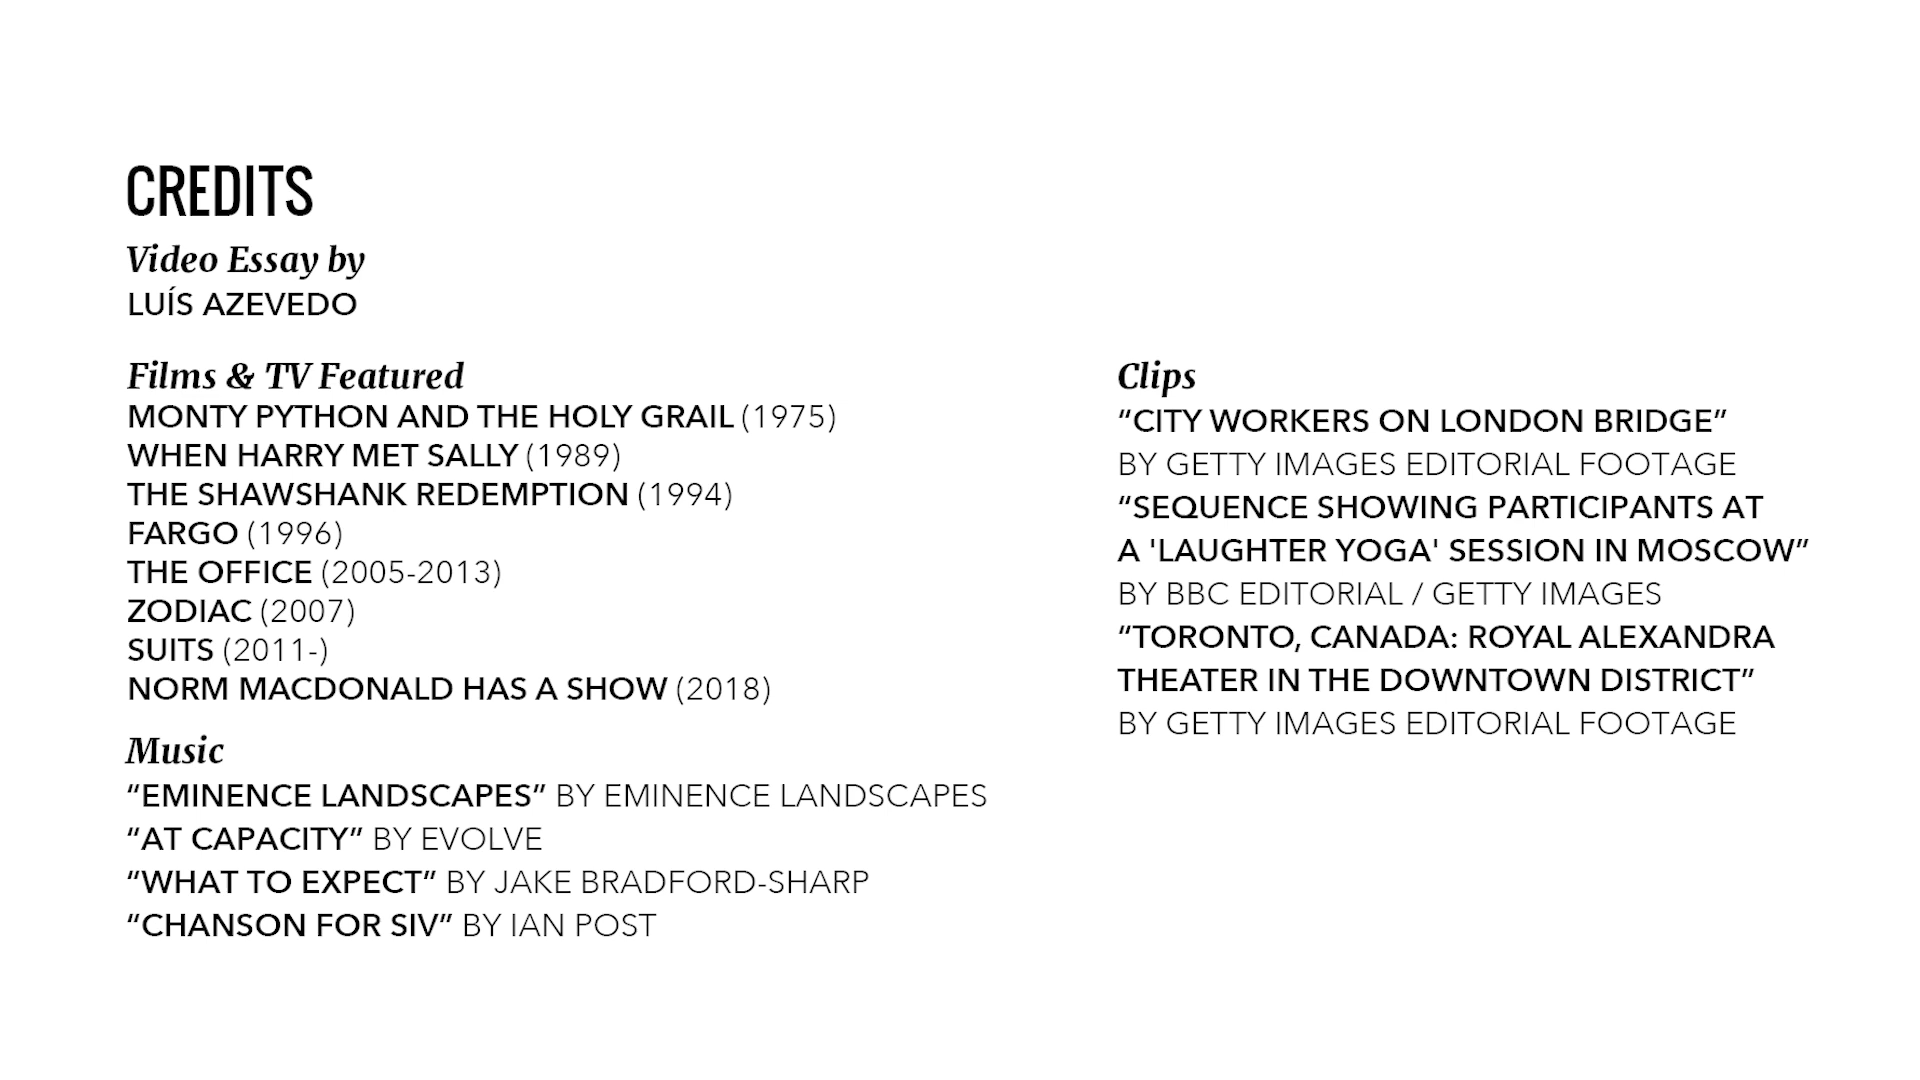 CREDITS
Video Essay by
LUÍS AZEVEDO
Films & TV Featured
MONTY PYTHON AND THE HOLY GRAIL (1975)
WHEN HARRY MET SALLY (1989)
THE SHAWSHANK REDEMPTION (1994)
FARGO (1996)
THE OFFICE (2005-2013)
ZODIAC (2007)
SUITS (2011-)
NORM MACDONALD HAS A SHOW (2018)
Music
“EMINENCE LANDSCAPES” BY EMINENCE LANDSCAPES
“AT CAPACITY” BY EVOLVE
“WHAT TO EXPECT” BY JAKE BRADFORD-SHARP
“CHANSON FOR SIV” BY IAN POST
Clips
“CITY WORKERS ON LONDON BRIDGE”
BY GETTY IMAGES EDITORIAL FOOTAGE
“SEQUENCE SHOWING PARTICIPANTS AT
A 'LAUGHTER YOGA' SESSION IN MOSCOW”
BY BBC EDITORIAL / GETTY IMAGES
“TORONTO, CANADA: ROYAL ALEXANDRA
THEATER IN THE DOWNTOWN DISTRICT”
BY GETTY IMAGES EDITORIAL FOOTAGE